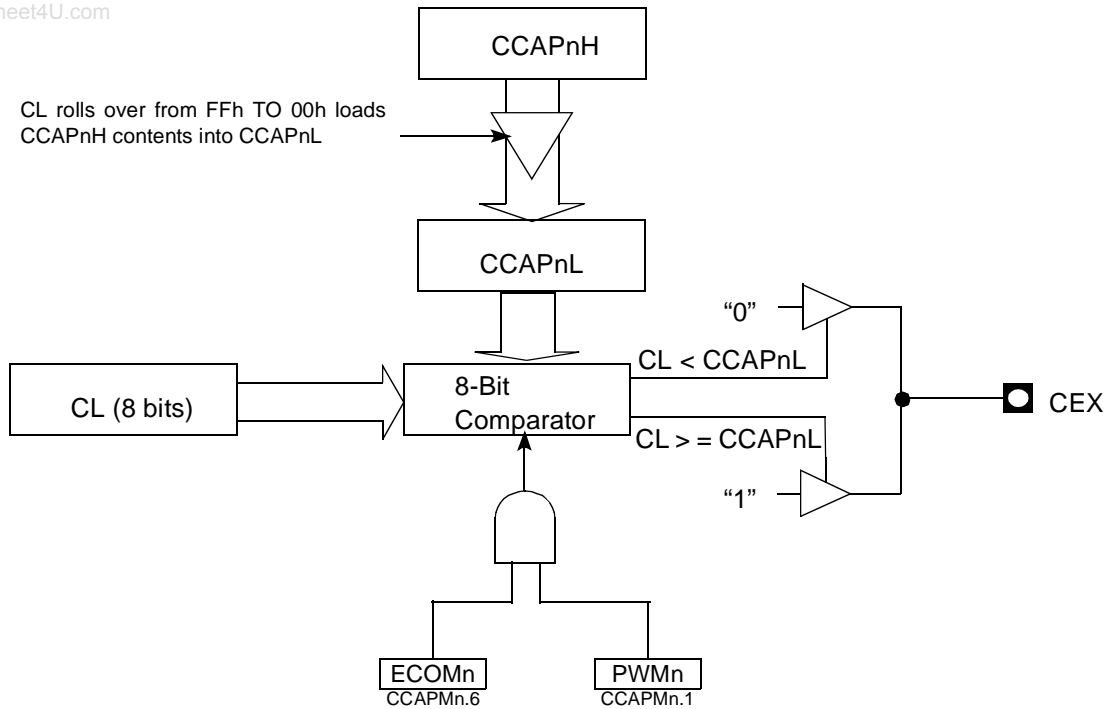 heet4U.com
CCAPnH
CL rolls over from FFh TO 00h loads
CCAPnH contents into CCAPnL
CCAPnL
“0”
CL < CCAPnL
CL (8 bits)
8-Bit
Comparator
CEX
CL > = CCAPnL
“1”
ECOMn
CCAPMn.6
PWMn
CCAPMn.1